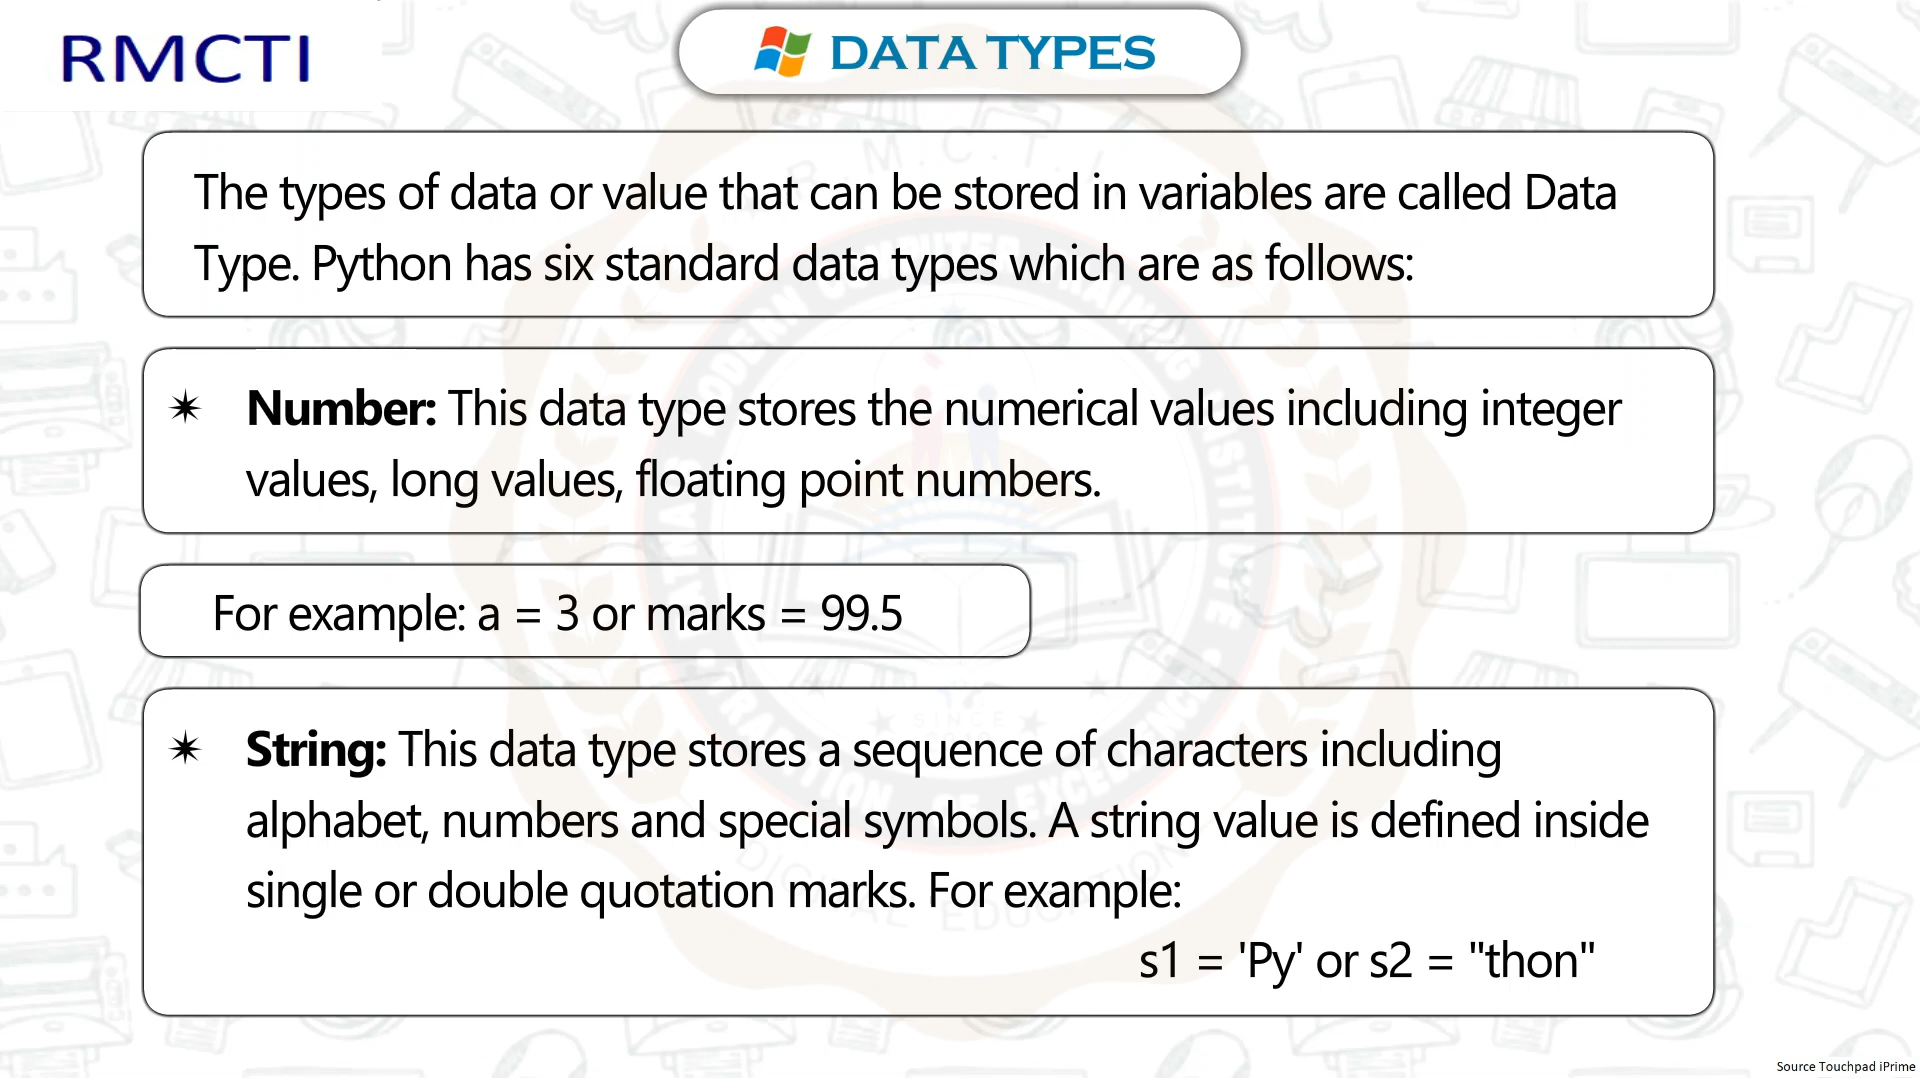 RMCTI
DATA TYPES
The types of data or value that can be stored in variables are called Data
Type. Python has six standard data types which are as follows:
✴ Number: This data type stores the numerical values including integer
values, long values, floating point numbers.
For example: a = 3 or marks = 99.5
✴ String: This data type stores a sequence of characters including
alphabet, numbers and special symbols. A string value is defined inside
single or double quotation marks. For example:
s1 = 'Py' or s2 = "thon"
Source Touchpad iPrime